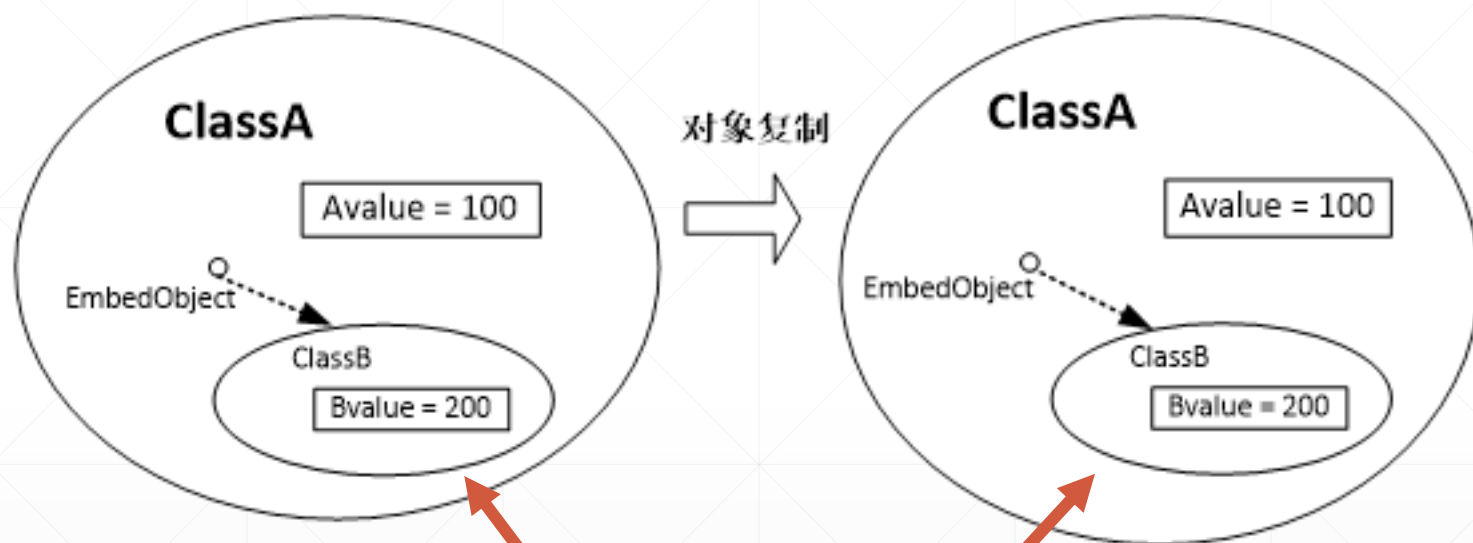 ClassA
Avalue = 100
EmbedObject
ClassB
Bvalue = 200
对象复制
ClassA
Avalue = 100
EmbedObject
ClassB
Bvalue = 200